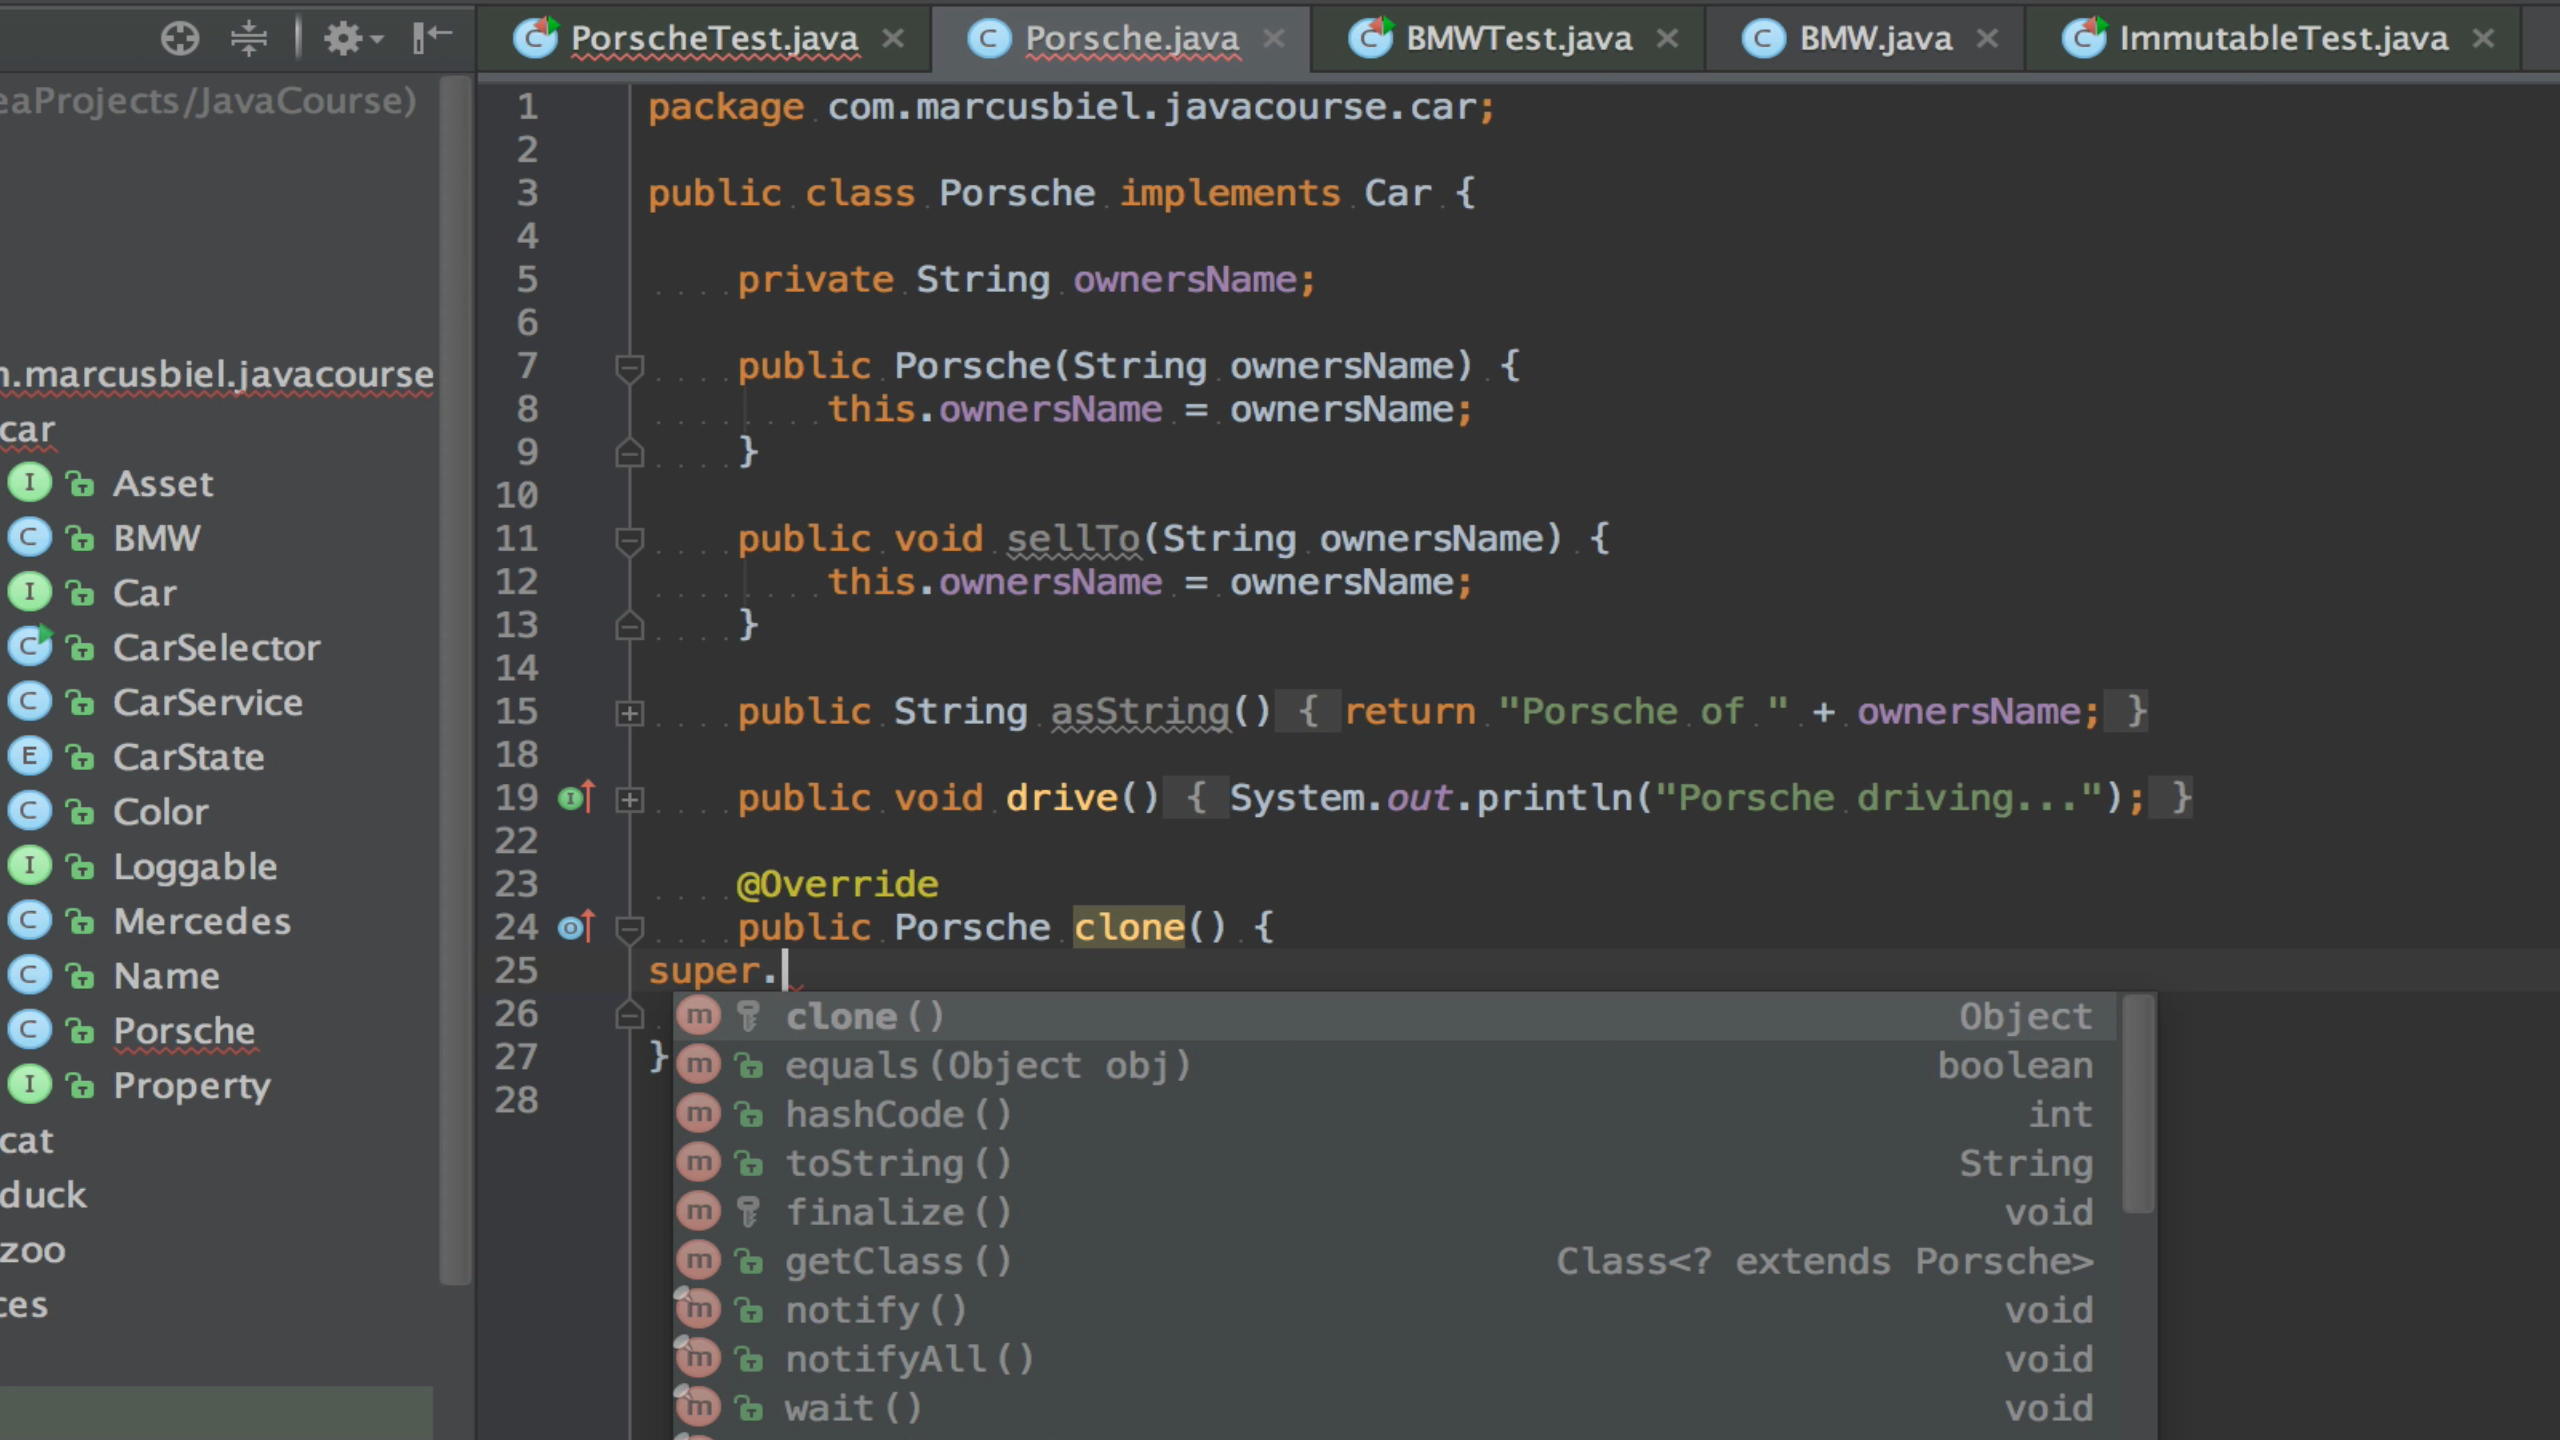 PorscheTest.java Porsche.java BMWTest.java BMW.java ImmutableTest.java
eaProjects/JavaCourse)
n.marcusbiel.javacourse
car
I Asset
C BMW
I Car
C CarSelector
C CarService
E CarState
C Color
I Loggable
C Mercedes
C Name
C Porsche
I Property
cat
duck
zoo
ces
1 package com.marcusbiel.javacourse.car;
2
3 public class Porsche implements Car {
4
5 private String ownersName;
6
7 public Porsche(String ownersName) {
8 this.ownersName = ownersName;
9 }
10
11 public void sellTo(String ownersName) {
12 this.ownersName = ownersName;
13 }
14
15 public String asString() { return "Porsche of " + ownersName; }
18
19 public void drive() { System.out.println("Porsche driving..."); }
22
23 @Override
24 public Porsche clone() {
25 super.
26
27 }
28
m clone() Object
m equals(Object obj) boolean
m hashCode() int
m toString() String
m finalize() void
m getClass() Class<? extends Porsche>
m notify() void
m notifyAll() void
m wait() void